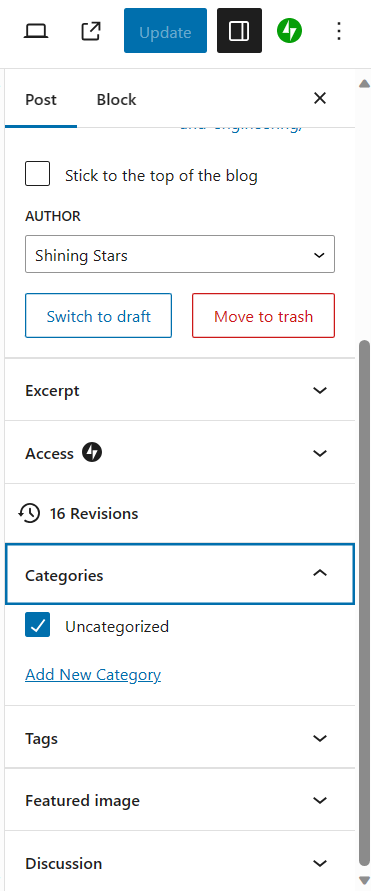 Update
Post Block
and-engineering/
Stick to the top of the blog
AUTHOR
Shining Stars
Switch to draft Move to trash
Excerpt
Access
16 Revisions
Categories
Uncategorized
Add New Category
Tags
Featured image
Discussion